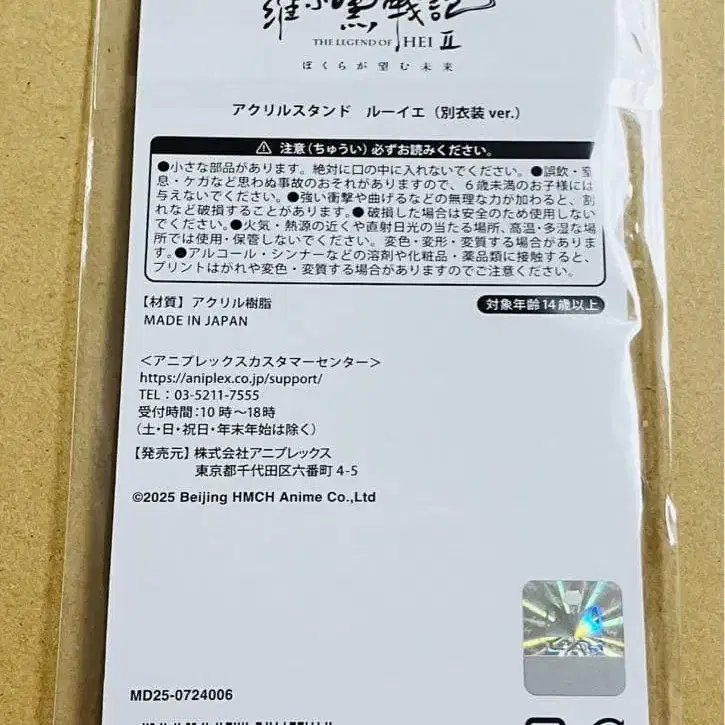 羅小黒戦記
THE LEGEND OF HEI II
ぼくらが望む未来
アクリルスタンド ルーイエ(別衣装 ver.)
注意(ちゅうい)必ずお読みください。
●小さな部品があります。絶対に口の中に入れないでください。●誤飲・窒
息・ケガなど思わぬ事故のおそれがありますので、6歳未満のお子様には
与えないでください。●強い衝撃や曲げるなどの無理な力が加わると、割
れなど破損することがあります。●破損した場合は安全のため使用しない
でください。●火気・熱源の近くや直射日光の当たる場所、高温・多湿な場
所では使用・保管しないでください。変色・変形・変質する場合がありま
す。●アルコール・シンナーなどの溶剤や化粧品・薬品類に接触すると、
プリントはがれや変色・変質する場合がありますのでご注意ください。
【材質】アクリル樹脂
対象年齢14歳以上
MADE IN JAPAN
<アニプレックスカスタマーセンター>
https://aniplex.co.jp/support/
TEL:03-5211-7555
受付時間:10時〜18時
(土・日・祝日・年末年始は除く)
【発売元】株式会社アニプレックス
東京都千代田区六番町 4-5
©2025 Beijing HMCH Anime Co.,Ltd
MD25-0724006